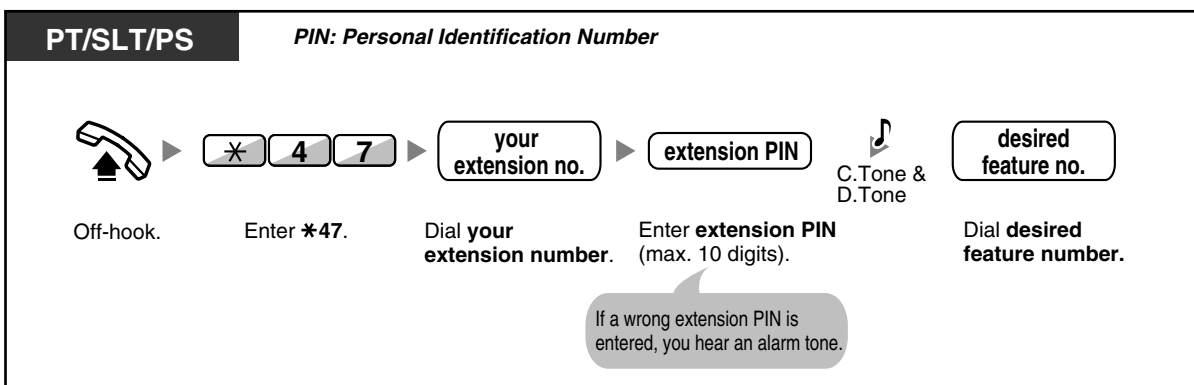 PT/SLT/PS
PIN: Personal Identification Number
* 4 7
your
extension no.
extension PIN
C.Tone &
D.Tone
desired
feature no.
Off-hook.
Enter *47.
Dial your
extension number.
Enter extension PIN
(max. 10 digits).
Dial desired
feature number.
If a wrong extension PIN is
entered, you hear an alarm tone.